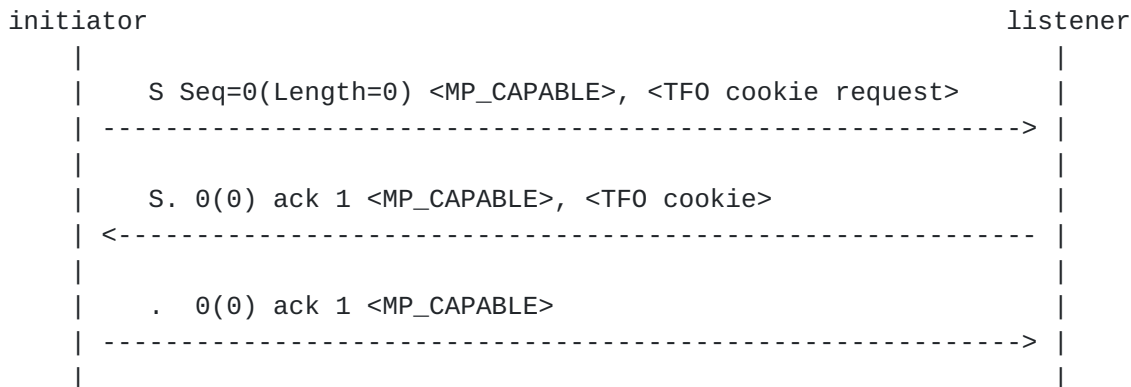 initiator listener
S Seq=0(Length=0) <MP_CAPABLE>, <TFO cookie request>
S. 0(0) ack 1 <MP_CAPABLE>, <TFO cookie>
. 0(0) ack 1 <MP_CAPABLE>